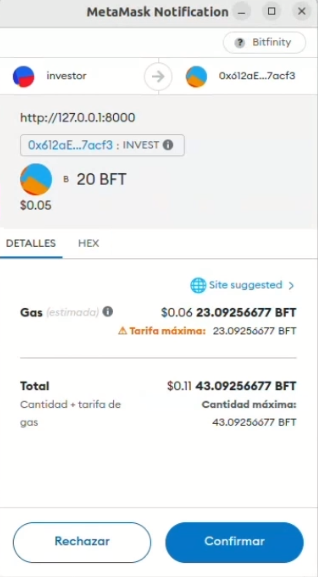 MetaMask Notification
? Bitfinity
investor
0x612aE...7acf3
http://127.0.0.1:8000
0x612aE...7acf3 : INVEST
B 20 BFT
$0.05
DETALLES HEX
Site suggested >
Gas (estimada) $0.06 23.09256677 BFT
Tarifa máxima: 23.09256677 BFT
Total $0.11 43.09256677 BFT
Cantidad + tarifa de gas
Cantidad máxima:
43.09256677 BFT
Rechazar Confirmar